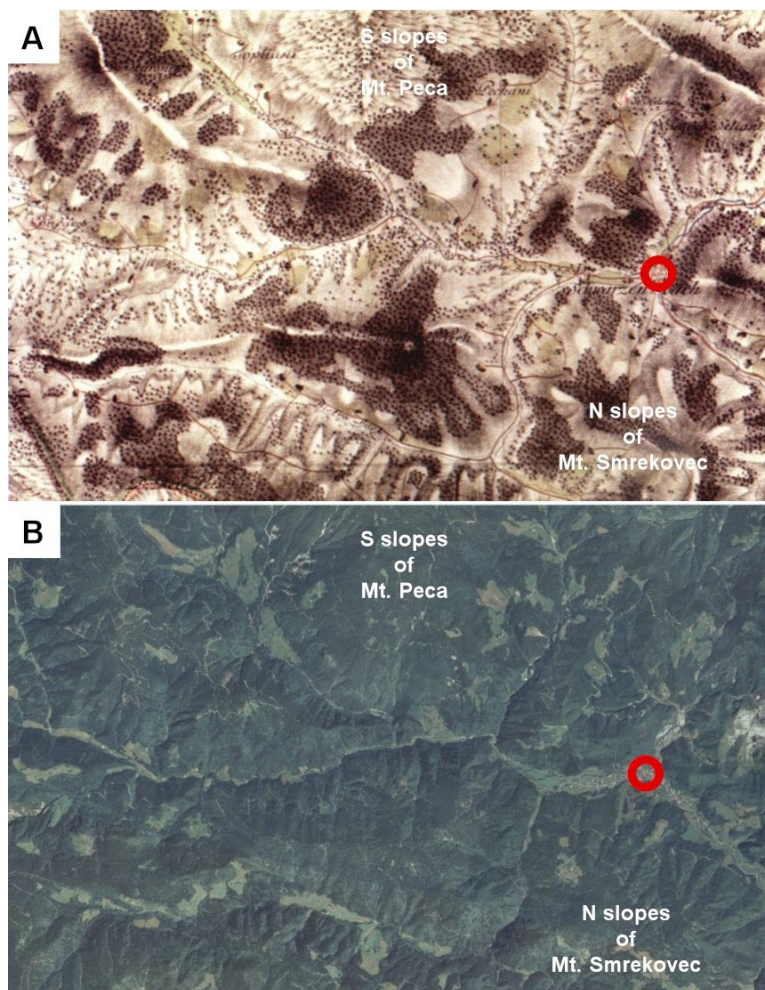 A
S slopes
of
Mt. Peca
N slopes
of
Mt. Smrekovec
B
S slopes
of
Mt. Peca
N slopes
of
Mt. Smrekovec